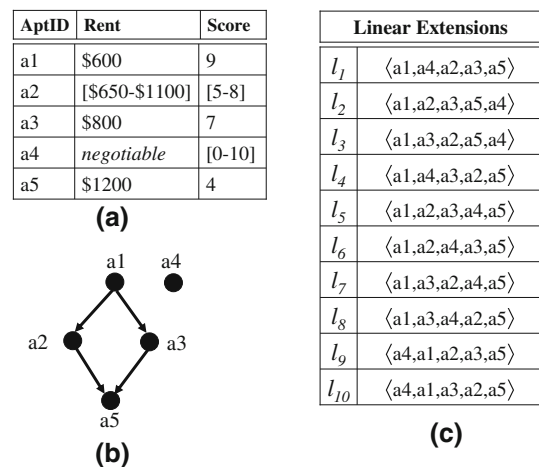 AptID Rent Score
a1 $600 9
a2 [$650-$1100] [5-8]
a3 $800 7
a4 negotiable [0-10]
a5 $1200 4
(a)
a1 a4
a2 a3
a5
(b)
Linear Extensions
l1 ⟨a1,a4,a2,a3,a5⟩
l2 ⟨a1,a2,a3,a5,a4⟩
l3 ⟨a1,a3,a2,a5,a4⟩
l4 ⟨a1,a4,a3,a2,a5⟩
l5 ⟨a1,a2,a3,a4,a5⟩
l6 ⟨a1,a2,a4,a3,a5⟩
l7 ⟨a1,a3,a2,a4,a5⟩
l8 ⟨a1,a3,a4,a2,a5⟩
l9 ⟨a4,a1,a2,a3,a5⟩
l10 ⟨a4,a1,a3,a2,a5⟩
(c)